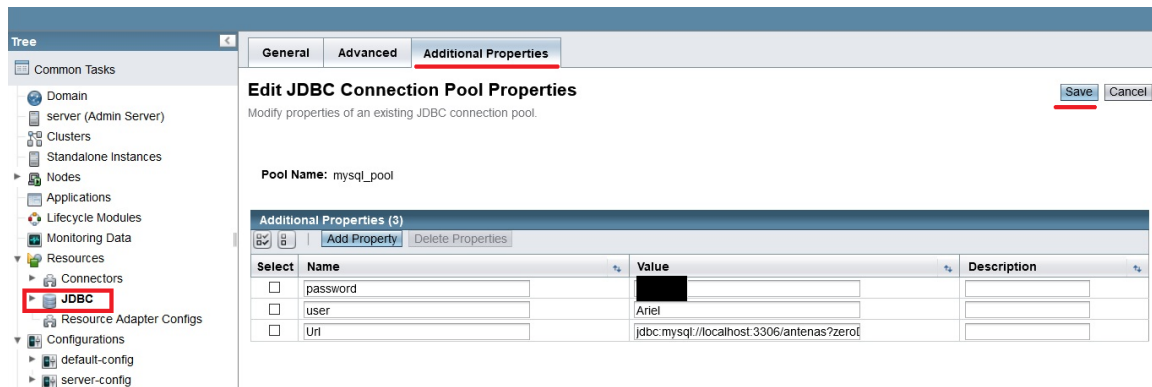 Tree
Common Tasks
Domain
server (Admin Server)
Clusters
Standalone Instances
Nodes
Applications
Lifecycle Modules
Monitoring Data
Resources
Connectors
JDBC
Resource Adapter Configs
Configurations
default-config
server-config
General Advanced Additional Properties
Edit JDBC Connection Pool Properties
Save Cancel
Modify properties of an existing JDBC connection pool.
Pool Name: mysql_pool
Additional Properties (3)
Add Property Delete Properties
Select Name Value Description
password
user Ariel
Url jdbc:mysql://localhost:3306/antenas?zero